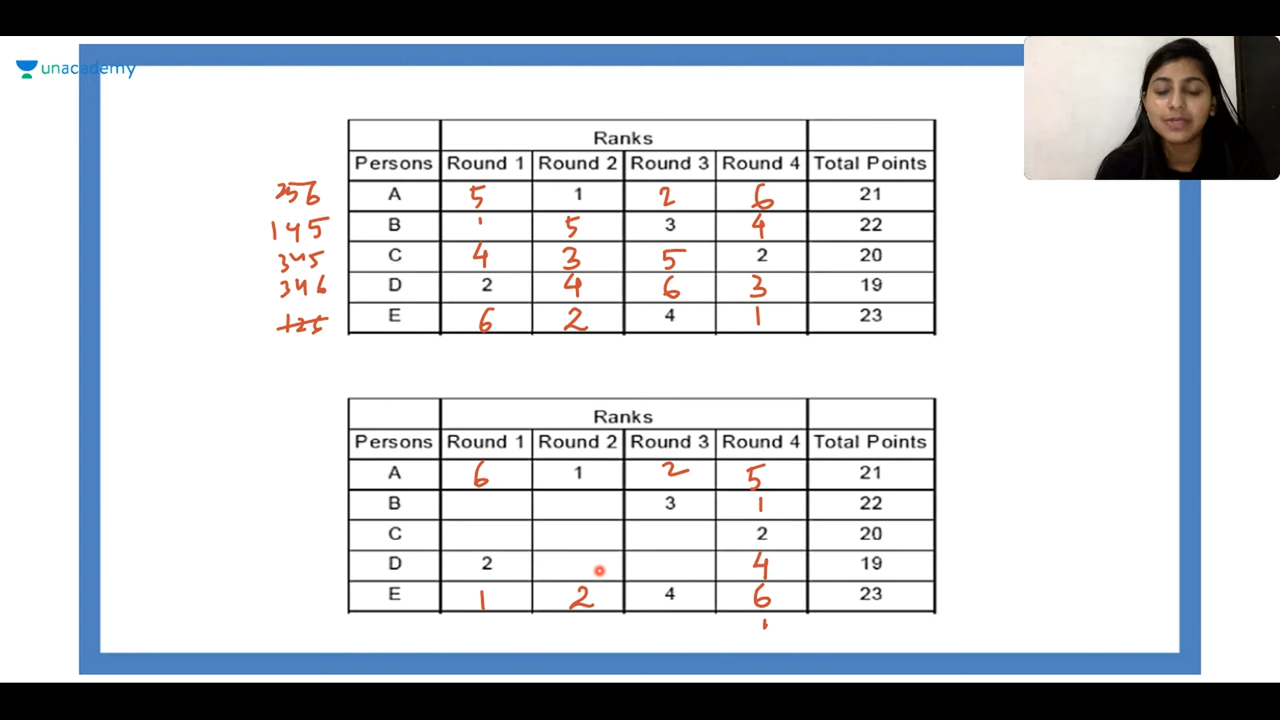 unacademy
Ranks
Persons Round 1 Round 2 Round 3 Round 4 Total Points
256 A 5 1 2 6 21
145 B 1 5 3 4 22
345 C 4 3 5 2 20
346 D 2 4 6 3 19
E 6 2 4 1 23
Ranks
Persons Round 1 Round 2 Round 3 Round 4 Total Points
A 6 1 2 5 21
B 3 1 22
C 2 20
D 2 4 19
E 1 2 4 6 23